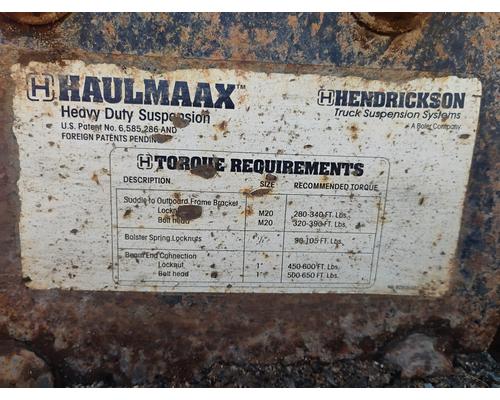 H HAULMAAX™
Heavy Duty Suspension
U.S. Patent No. 6,585,286 AND
FOREIGN PATENTS PENDING
H HENDRICKSON
Truck Suspension Systems
A Boler Company
H TORQUE REQUIREMENTS
DESCRIPTION SIZE RECOMMENDED TORQUE
Saddle to Outboard Frame Bracket
Locknut M20 280-340 FT. Lbs.
Bolt head M20 320-390 FT. Lbs.
Bolster Spring Locknuts 90-105 FT. Lbs.
Beam End Connection
Locknut 1" 450-600 FT. Lbs.
Bolt head 1" 500-650 FT. Lbs.